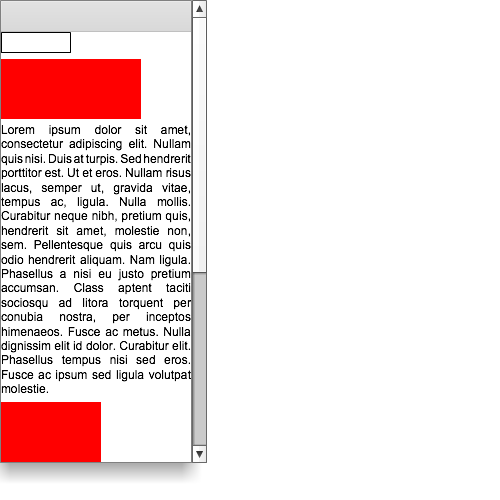 Lorem ipsum dolor sit amet,
consectetur adipiscing elit. Nullam
quis nisi. Duis at turpis. Sed hendrerit
porttitor est. Ut et eros. Nullam risus
lacus, semper ut, gravida vitae,
tempus ac, ligula. Nulla mollis.
Curabitur neque nibh, pretium quis,
hendrerit sit amet, molestie non,
sem. Pellentesque quis arcu quis
odio hendrerit aliquam. Nam ligula.
Phasellus a nisi eu justo pretium
accumsan. Class aptent taciti
sociosqu ad litora torquent per
conubia nostra, per inceptos
himenaeos. Fusce ac metus. Nulla
dignissim elit id dolor. Curabitur elit.
Phasellus tempus nisi sed eros.
Fusce ac ipsum sed ligula volutpat
molestie.